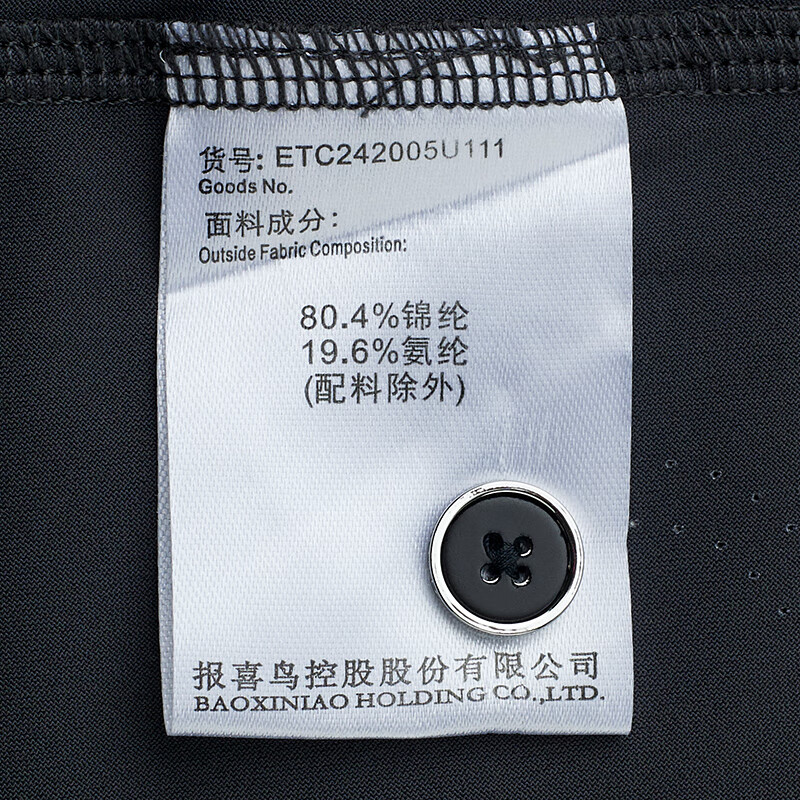 货号: ETC242005U111
Goods No.
面料成分:
Outside Fabric Composition:
80.4%锦纶
19.6%氨纶
(配料除外)
报喜鸟控股股份有限公司
BAOXINIAO HOLDING CO.,LTD.